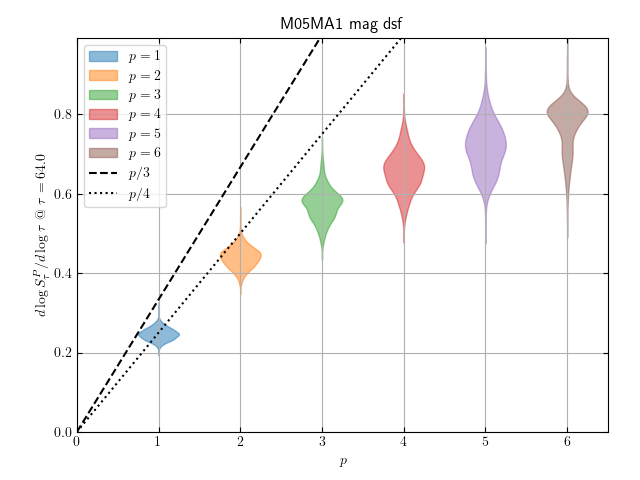 M05MA1 mag dsf
p = 1
p = 2
p = 3
p = 4
p = 5
p = 6
p/3
p/4
d log S_τ^P / d log τ @ τ = 64.0
0.8
0.6
0.4
0.2
0.0
0 1 2 3 4 5 6
p